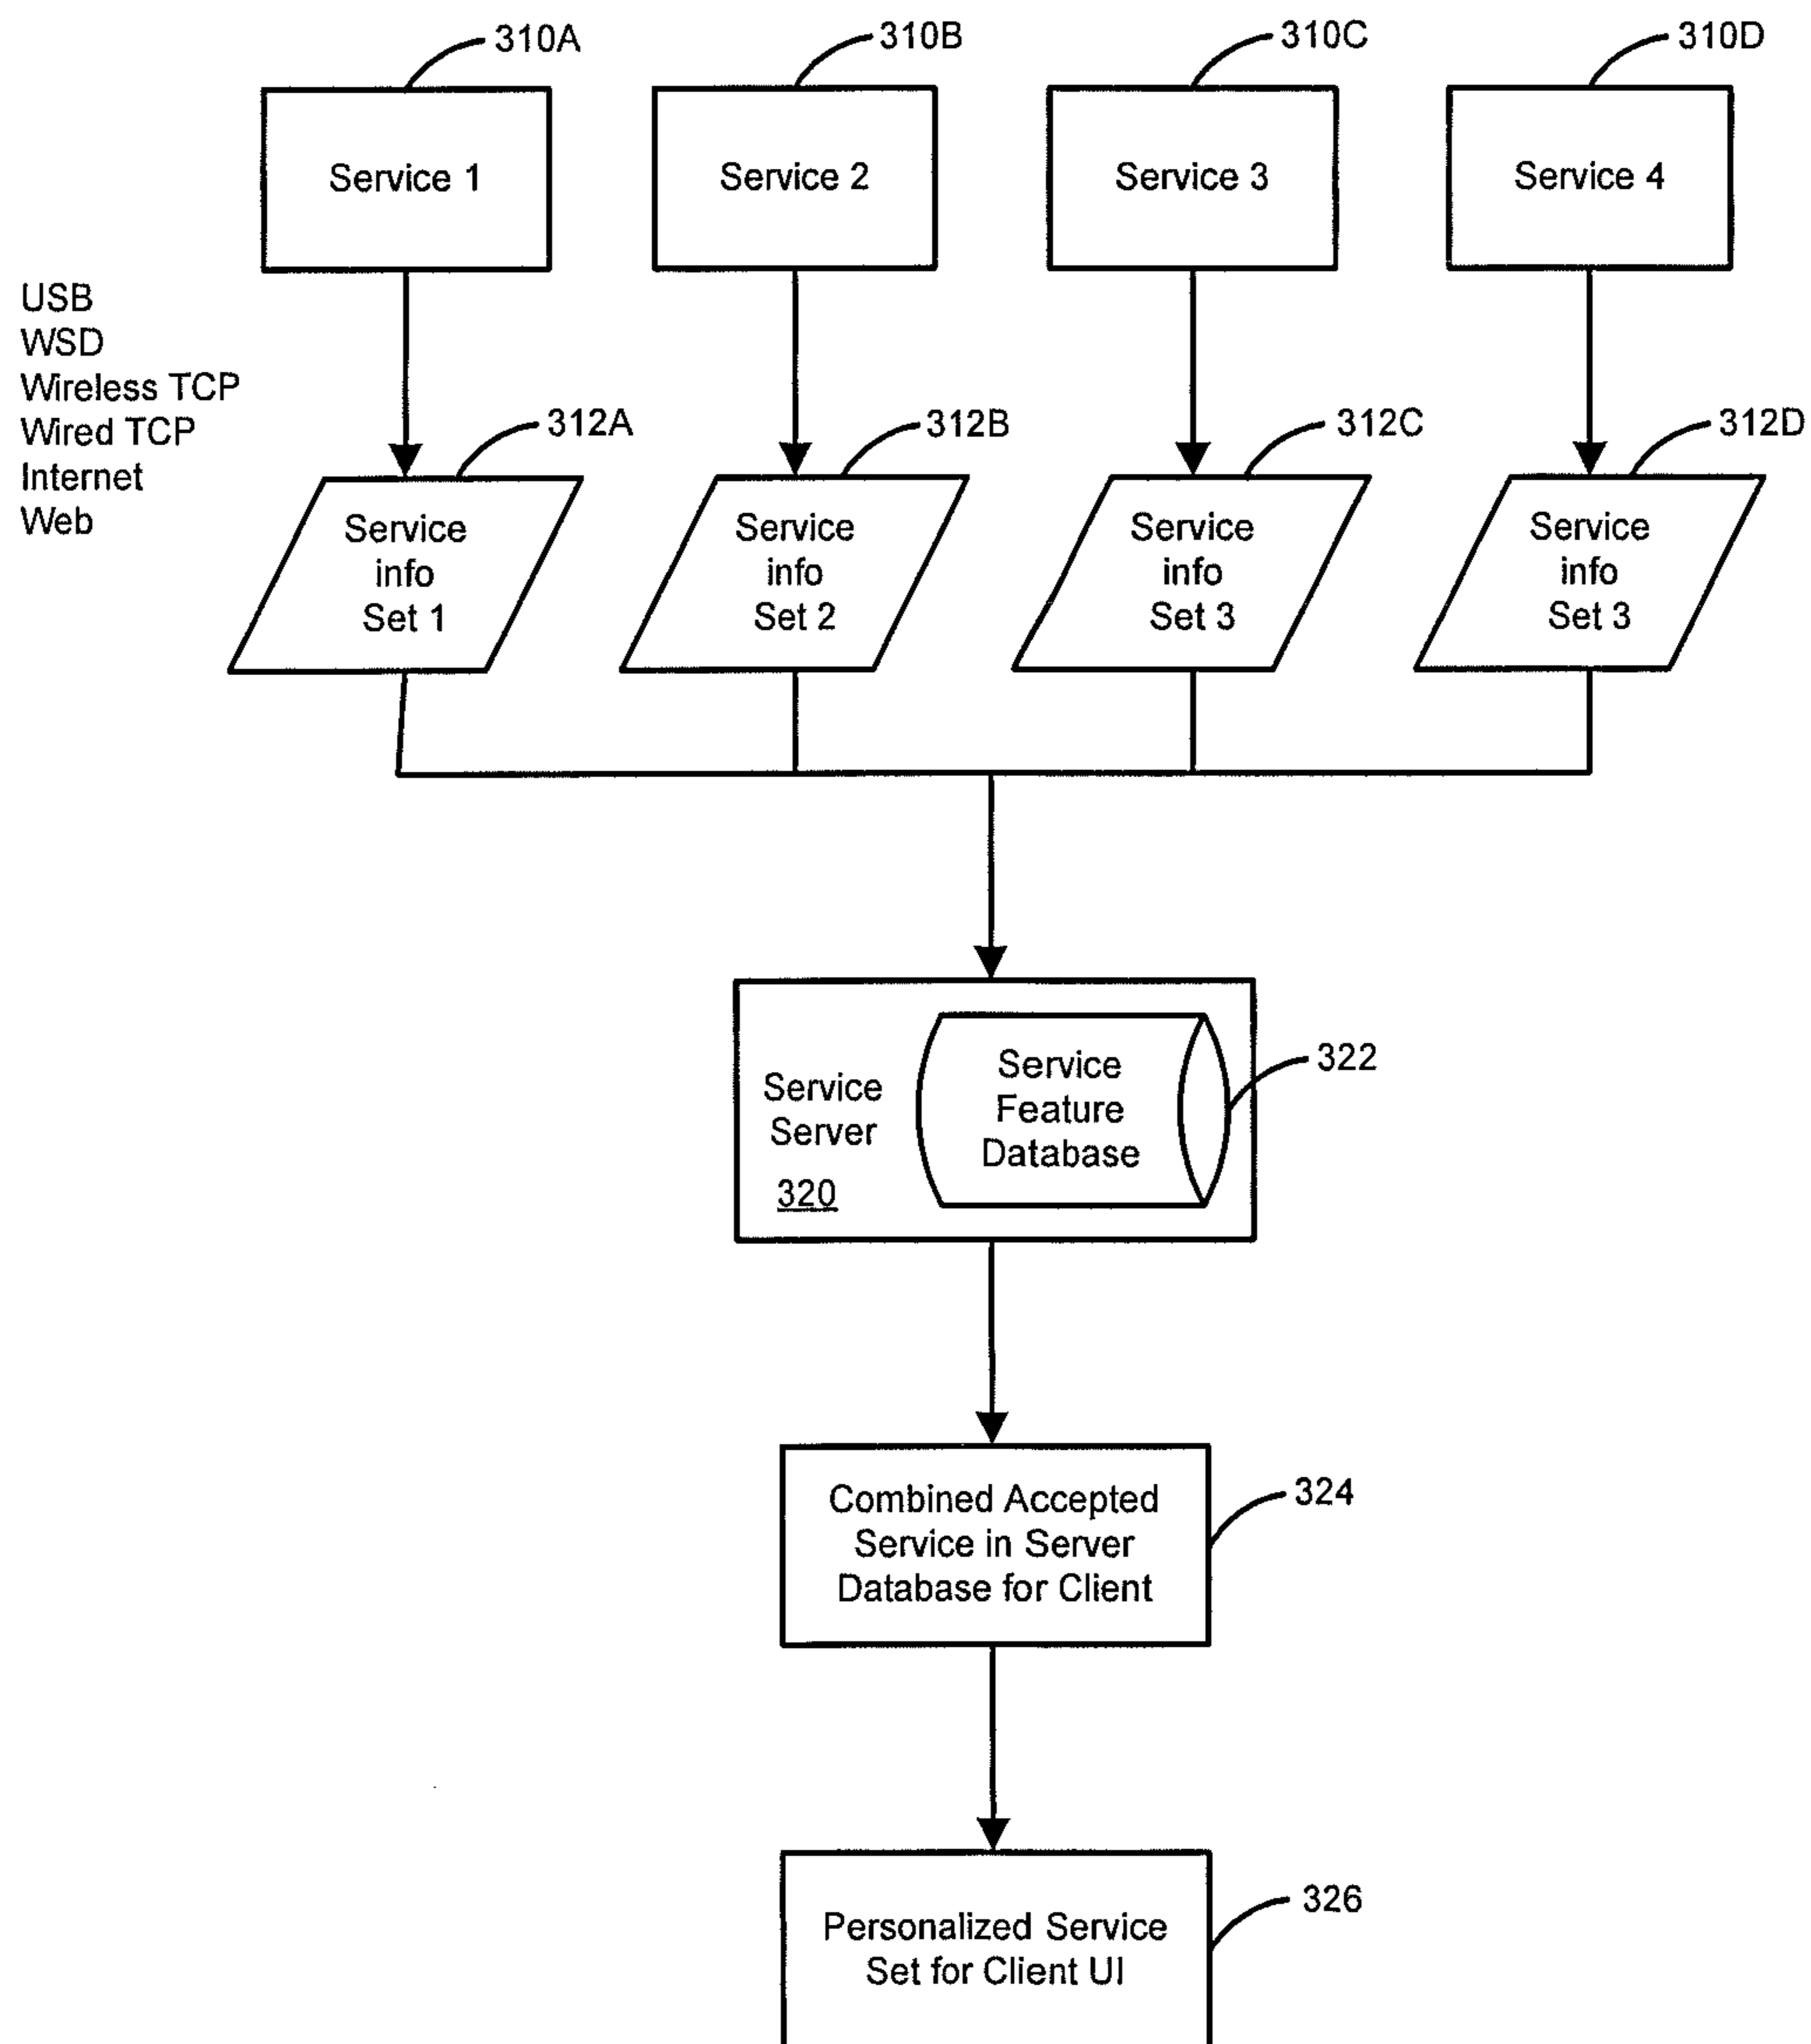 310A
310B
310C
310D
Service 1
Service 2
Service 3
Service 4
USB
WSD
Wireless TCP
Wired TCP
Internet
Web
312A
312B
312C
312D
Service
info
Set 1
Service
info
Set 2
Service
info
Set 3
Service
info
Set 3
Service
Server
320
Service
Feature
Database
322
Combined Accepted
Service in Server
Database for Client
324
Personalized Service
Set for Client UI
326